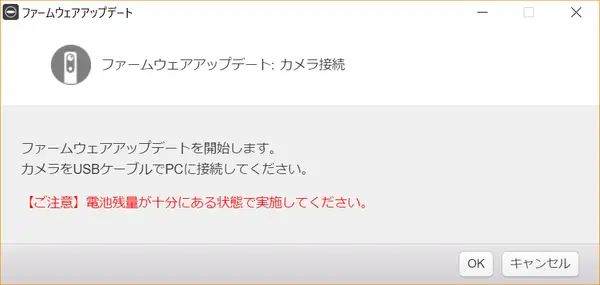 ファームウェアアップデート
ファームウェアアップデート: カメラ接続
ファームウェアアップデートを開始します。
カメラをUSBケーブルでPCに接続してください。
【ご注意】電池残量が十分にある状態で実施してください。
OK
キャンセル